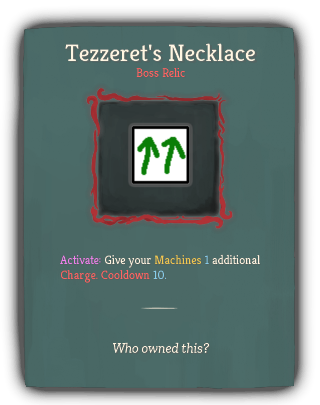 Tezzeret's Necklace
Boss Relic
Activate: Give your Machines 1 additional
Charge. Cooldown 10.
Who owned this?